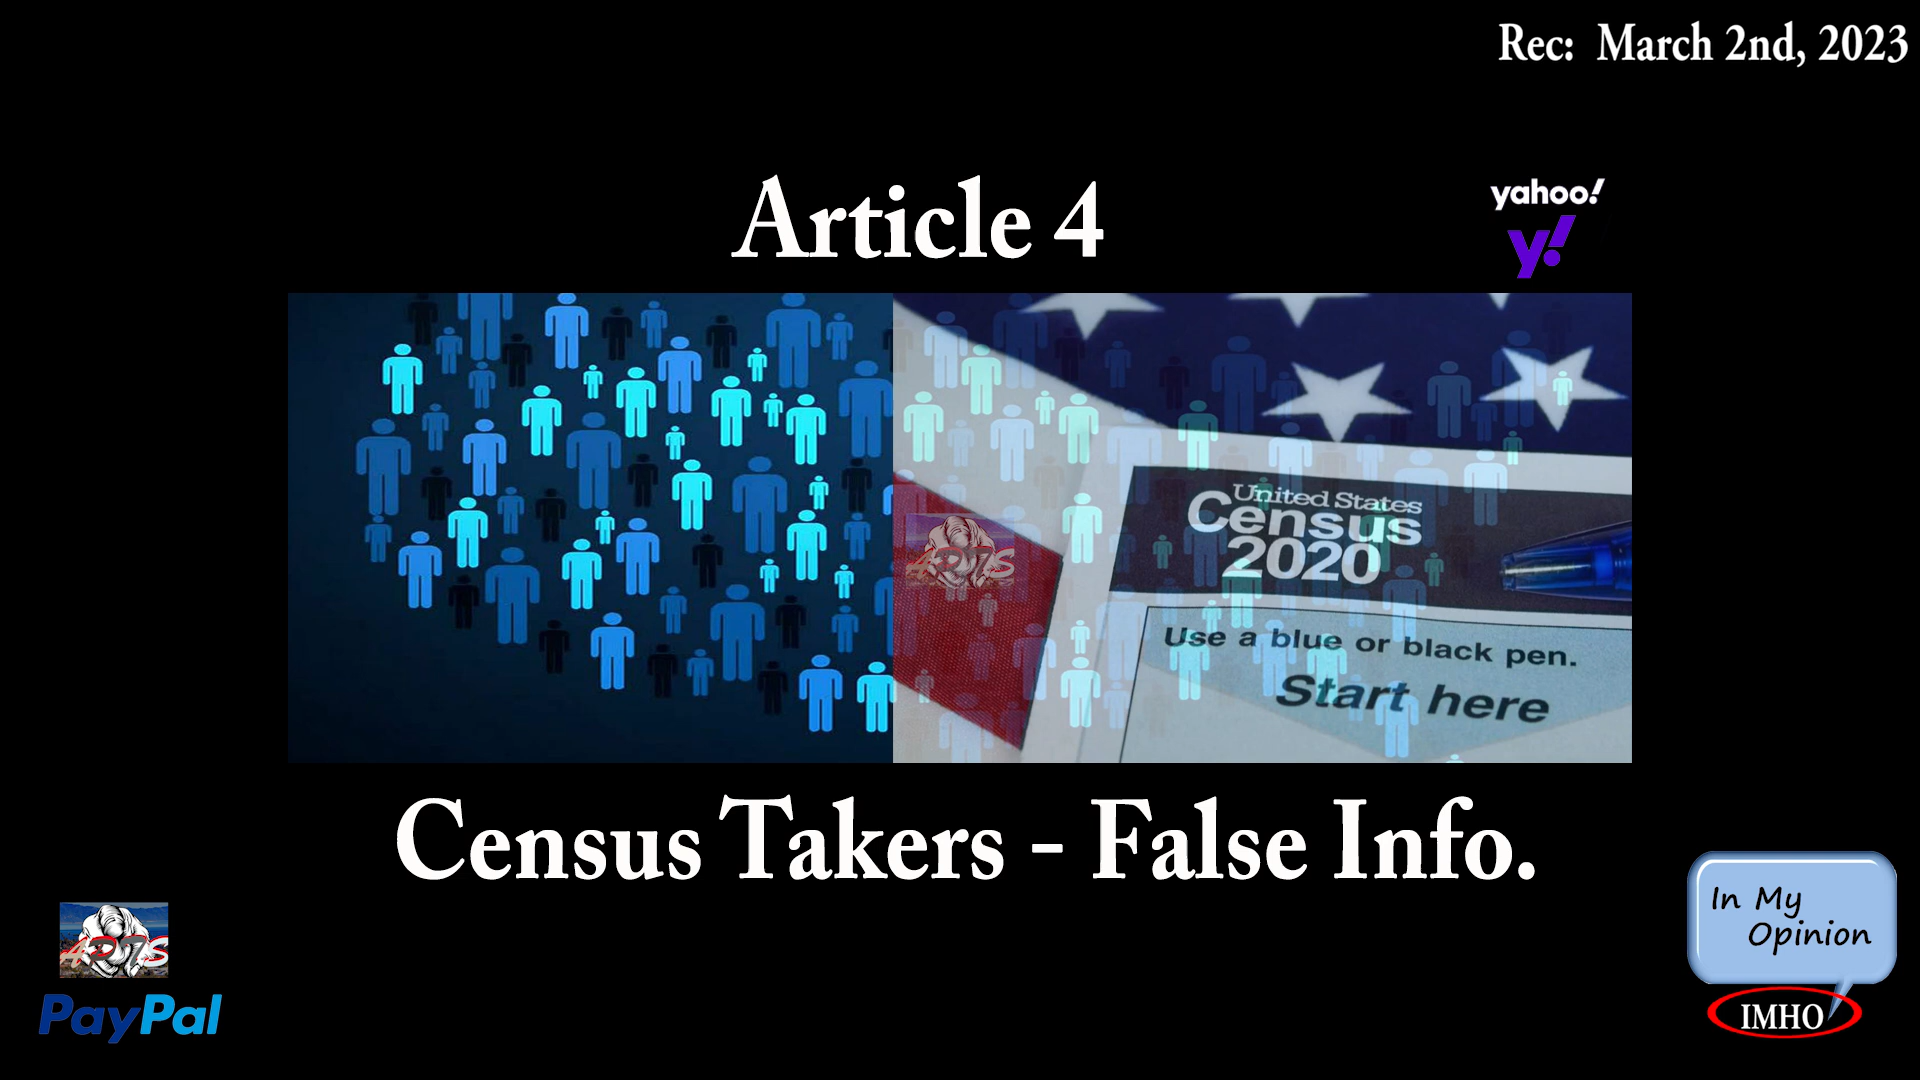 Rec: March 2nd, 2023
Article 4
yahoo!
y!
United States
Census
2020
Use a blue or black pen.
Start here
Census Takers - False Info.
In My
Opinion
IMHO
PayPal